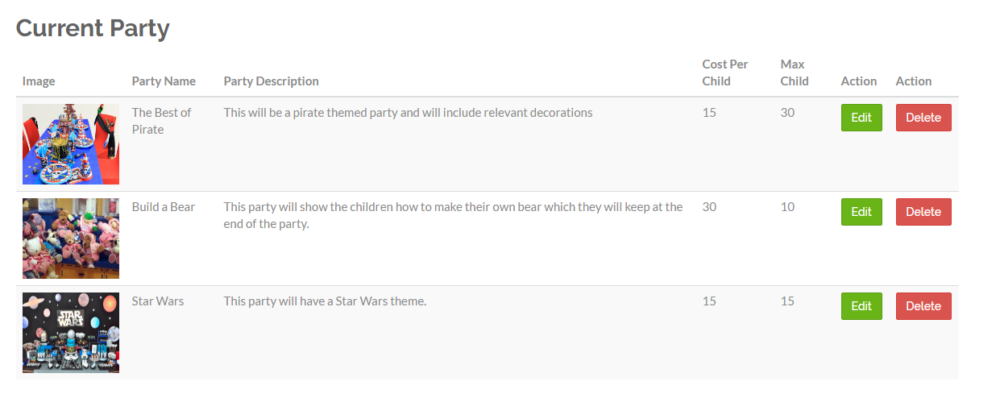 Current Party
Image Party Name Party Description Cost Per Child Max Child Action Action
The Best of Pirate This will be a pirate themed party and will include relevant decorations 15 30 Edit Delete
Build a Bear This party will show the children how to make their own bear which they will keep at the end of the party. 30 10 Edit Delete
STAR WARS
Star Wars This party will have a Star Wars theme. 15 15 Edit Delete